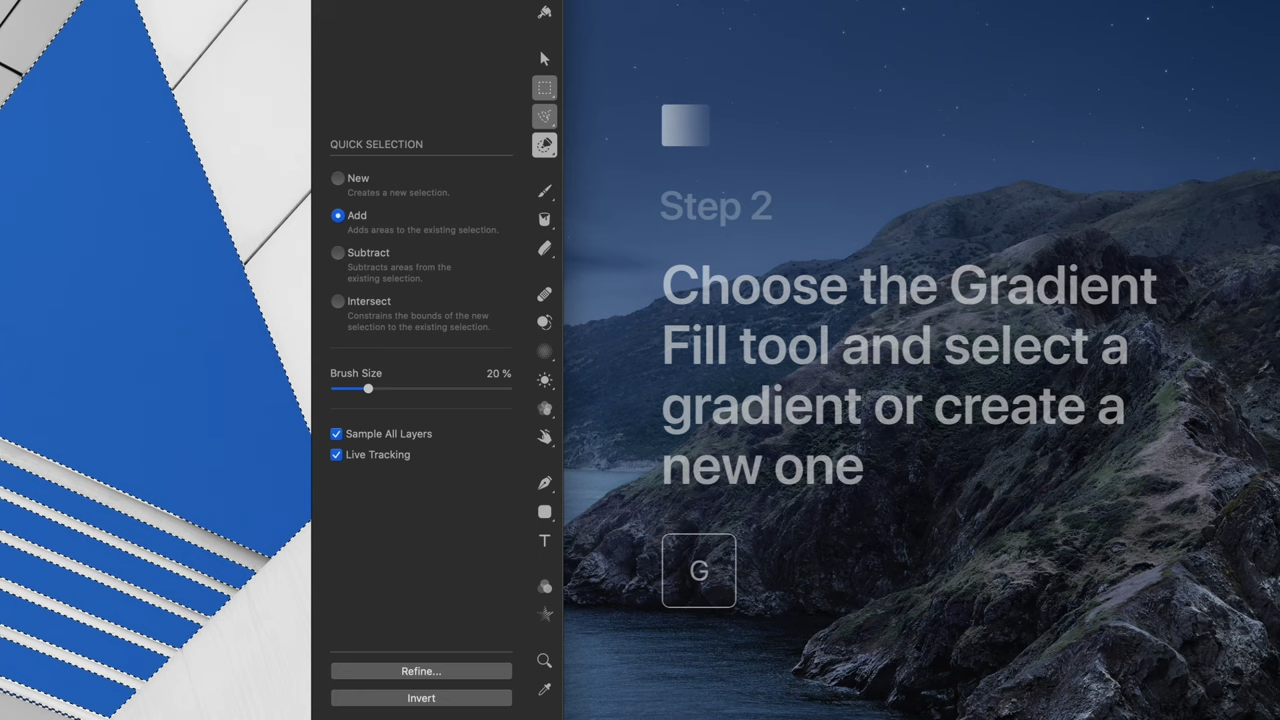 QUICK SELECTION
New
Creates a new selection.
Add
Adds areas to the existing selection.
Subtract
Subtracts areas from the
existing selection.
Intersect
Constrains the bounds of the new
selection to the existing selection.
Brush Size 20 %
Sample All Layers
Live Tracking
Refine...
Invert
T
Step 2
Choose the Gradient
Fill tool and select a
gradient or create a
new one
G